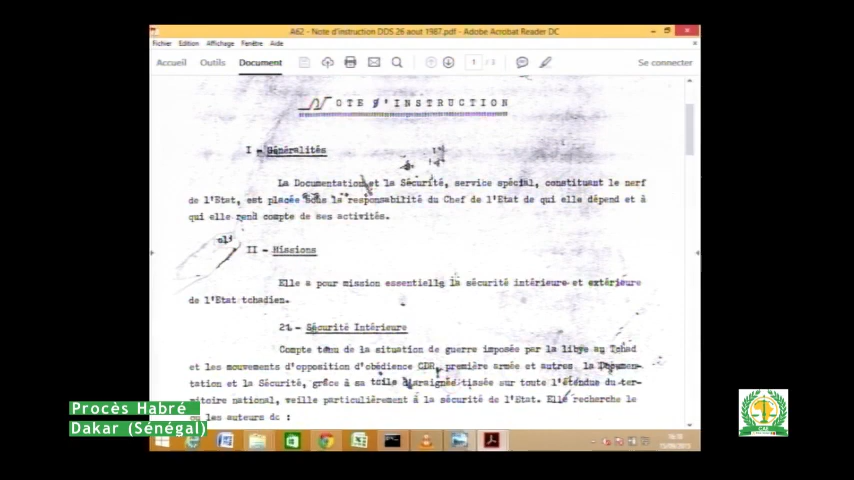 A62 - Note d'instruction DDS 26 aout 1987.pdf - Adobe Acrobat Reader DC
Fichier Edition Affichage Fenêtre Aide
Accueil Outils Document 1 / 3 Se connecter
NOTE D'INSTRUCTION
I - Généralités
La Documentation et la Sécurité, service spécial, constituant le nerf
de l'Etat, est placée sous la responsabilité du Chef de l'Etat de qui elle dépend et à
qui elle rend compte de ses activités.
II - Missions
Elle a pour mission essentielle la sécurité intérieure et extérieure
de l'Etat tchadien.
21 - Sécurité Intérieure
Compte tenu de la situation de guerre imposée par la libye au Tchad
et les mouvements d'opposition d'obédience GDR, première armée et autres la Documen-
tation et la Sécurité, grâce à sa toile d'araignée tissée sur toute l'étendue du ter-
ritoire national, veille particulièrement à la sécurité de l'Etat. Elle recherche le
ou les auteurs de :
Procès Habré
Dakar (Sénégal)
CAE